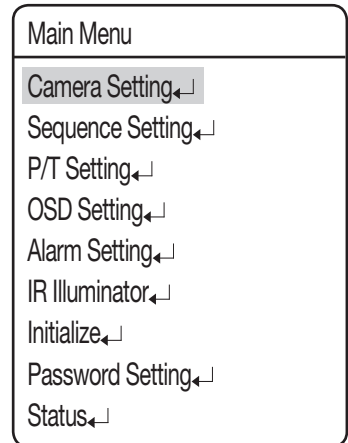 Main Menu
Camera Setting↵
Sequence Setting↵
P/T Setting↵
OSD Setting↵
Alarm Setting↵
IR Illuminator↵
Initialize↵
Password Setting↵
Status↵